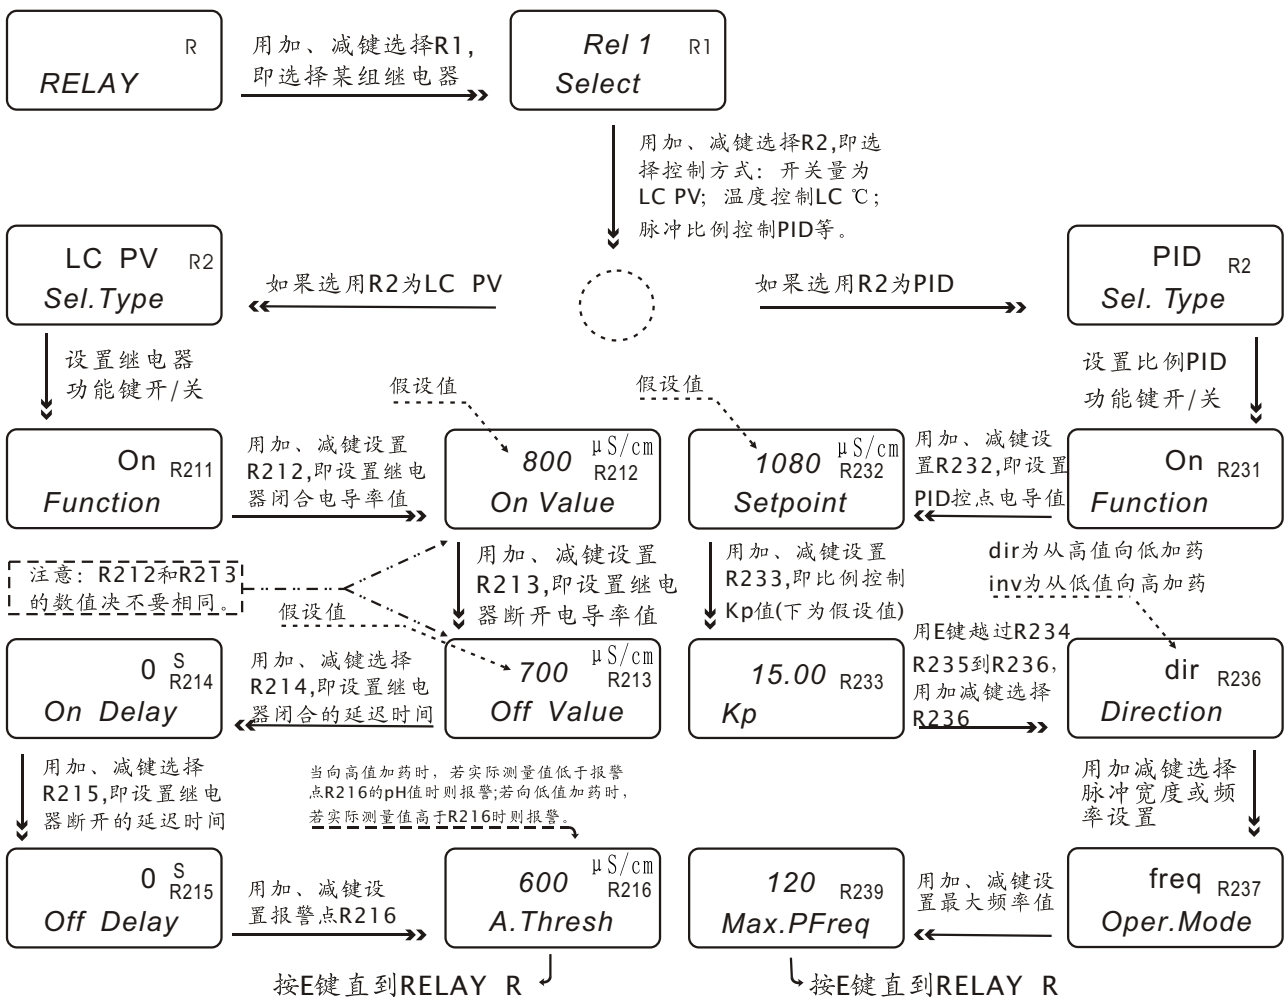 R
RELAY
用加、减键选择R1,
即选择某组继电器
Rel 1 R1
Select
用加、减键选择R2,即选
择控制方式：开关量为
LC PV；温度控制LC ℃；
脉冲比例控制PID等。
LC PV R2
Sel.Type
如果选用R2为LC PV
如果选用R2为PID
PID R2
Sel. Type
设置继电器
功能键开/关
假设值
假设值
设置比例PID
功能键开/关
On R211
Function
用加、减键设置
R212,即设置继电
器闭合电导率值
800 μS/cm R212
On Value
1080 μS/cm R232
Setpoint
用加、减键设
置R232,即设置
PID控点电导值
On R231
Function
注意：R212和R213
的数值决不要相同。
假设值
用加、减键设置
R213,即设置继电
器断开电导率值
用加、减键设置
R233,即比例控制
Kp值(下为假设值)
dir为从高值向低加药
inv为从低值向高加药
0 S R214
On Delay
用加、减键选择
R214,即设置继电
器闭合的延迟时间
700 μS/cm R213
Off Value
15.00 R233
Kp
用E键越过R234
R235到R236,
用加减键选择
R236
dir R236
Direction
用加、减键选择
R215,即设置继电
器断开的延迟时间
当向高值加药时，若实际测量值低于报警
点R216的pH值时则报警;若向低值加药时，
若实际测量值高于R216时则报警。
用加减键选择
脉冲宽度或频
率设置
0 S R215
Off Delay
用加、减键设
置报警点R216
600 μS/cm R216
A.Thresh
120 R239
Max.PFreq
用加、减键设
置最大频率值
freq R237
Oper.Mode
按E键直到RELAY R
按E键直到RELAY R